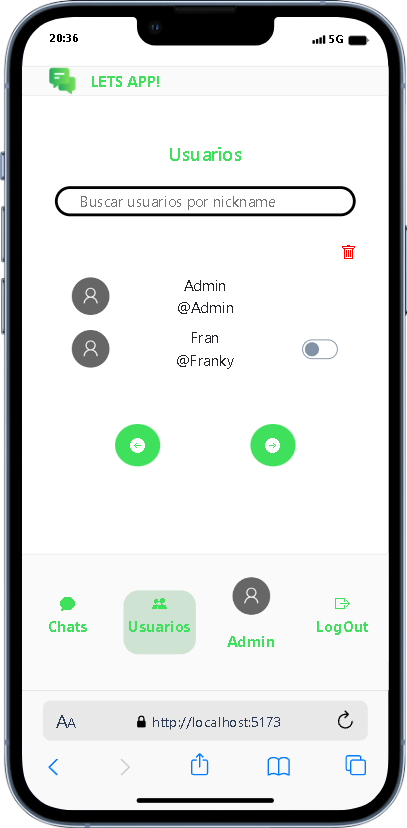 20:36 5G
LETS APP!
Usuarios
Buscar usuarios por nickname
Admin
@Admin
Fran
@Franky
Chats Usuarios Admin LogOut
AA http://localhost:5173